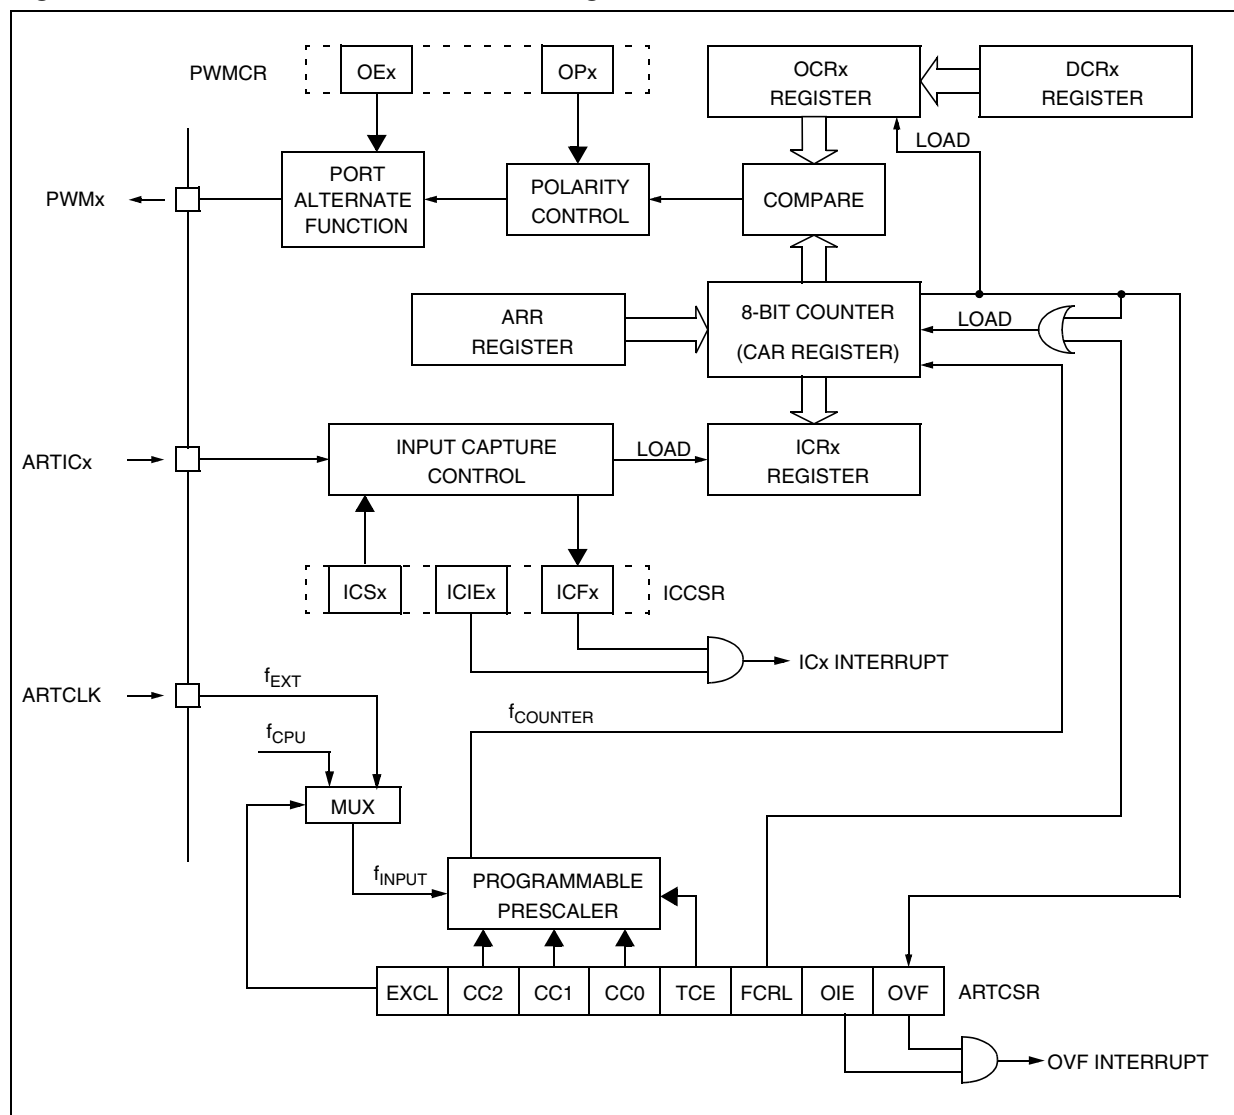 PWMCR
OEx
OPx
OCRx
REGISTER
DCRx
REGISTER
LOAD
PWMx
PORT
ALTERNATE
FUNCTION
POLARITY
CONTROL
COMPARE
ARR
REGISTER
8-BIT COUNTER
(CAR REGISTER)
LOAD
ARTICx
INPUT CAPTURE
CONTROL
LOAD
ICRx
REGISTER
ICSx
ICIEx
ICFx
ICCSR
ICx INTERRUPT
ARTCLK
fEXT
fCPU
fCOUNTER
MUX
fINPUT
PROGRAMMABLE
PRESCALER
EXCL
CC2
CC1
CC0
TCE
FCRL
OIE
OVF
ARTCSR
OVF INTERRUPT